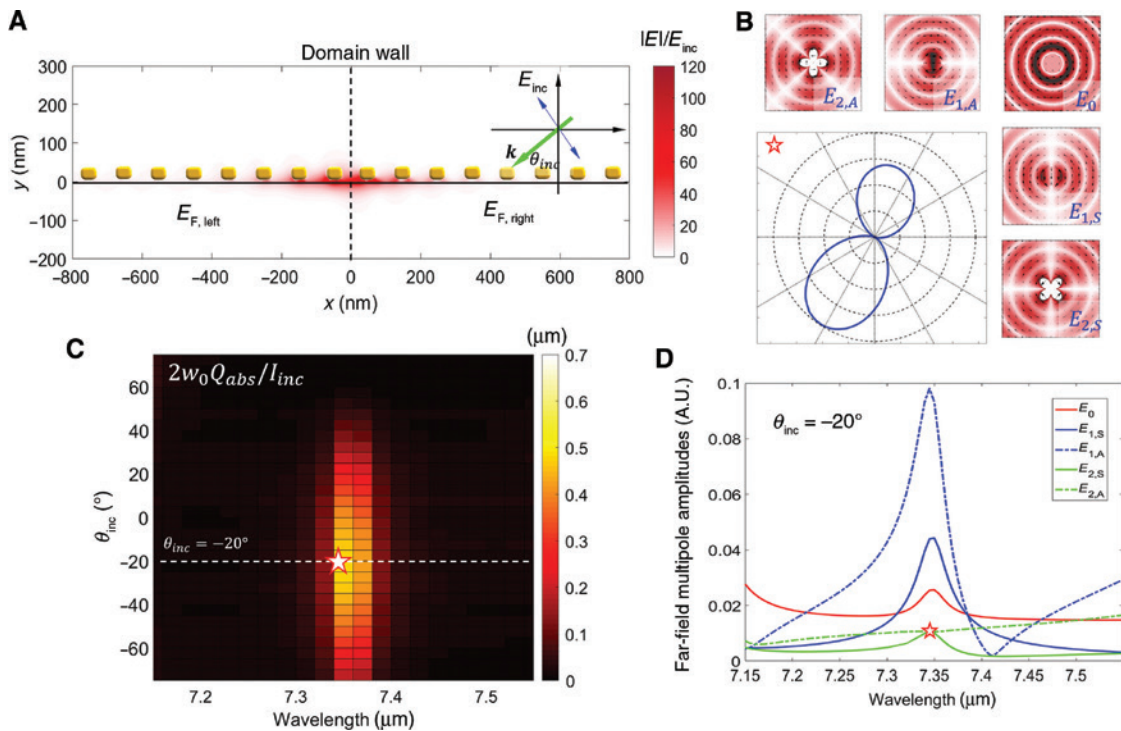 A
Domain wall
|E|/E_inc
300
200
100
0
−100
−200
y (nm)
−800
−600
−400
−200
0
200
400
600
800
x (nm)
E_F, left
E_F, right
E_inc
k
θ_inc
120
100
80
60
40
20
0
B
E_2,A
E_1,A
E_0
E_1,S
E_2,S
C
(μm)
2w_0Q_abs/I_inc
θ_inc = −20°
60
40
20
0
−20
−40
−60
θ_inc (°)
7.2
7.3
7.4
7.5
Wavelength (μm)
0.7
0.6
0.5
0.4
0.3
0.2
0.1
0
D
θ_inc = −20°
E_0
E_1,S
E_1,A
E_2,S
E_2,A
0.1
0.08
0.06
0.04
0.02
0
Far-field multipole amplitudes (A.U.)
7.15
7.2
7.25
7.3
7.35
7.4
7.45
7.5
Wavelength (μm)